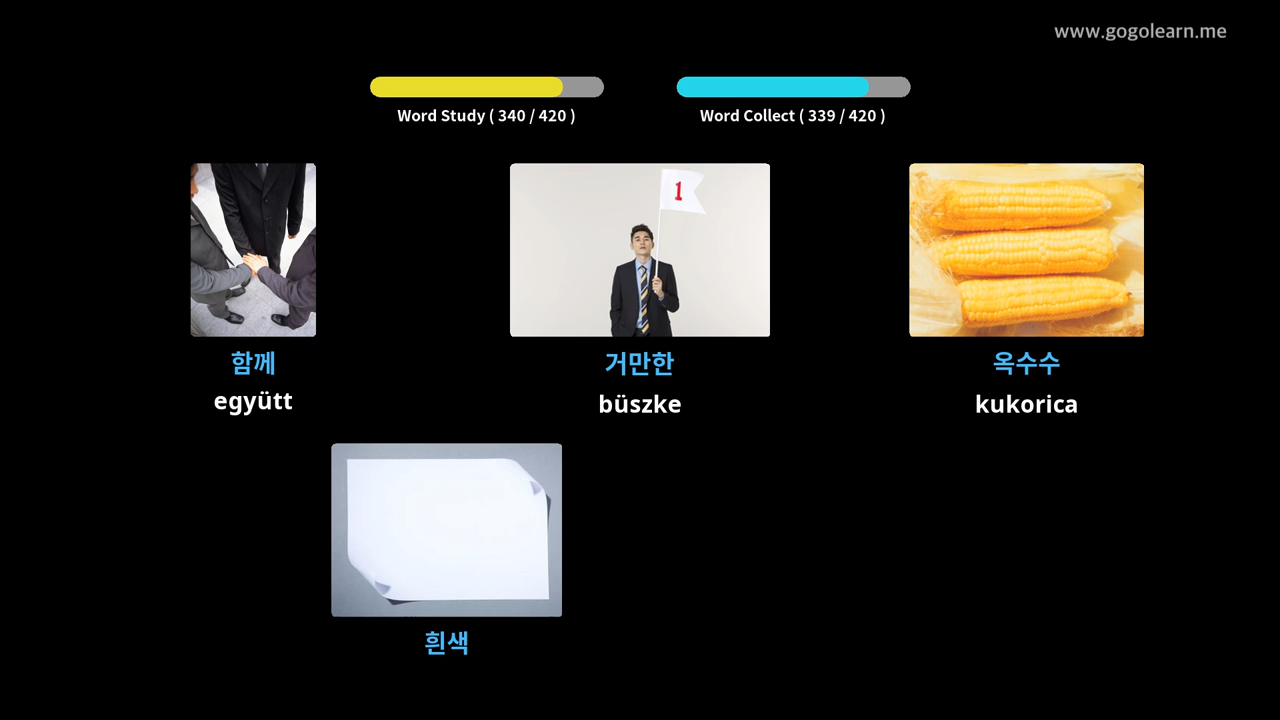 www.gogolearn.me
Word Study ( 340 / 420 )
Word Collect ( 339 / 420 )
1
함께
거만한
옥수수
együtt
büszke
kukorica
흰색